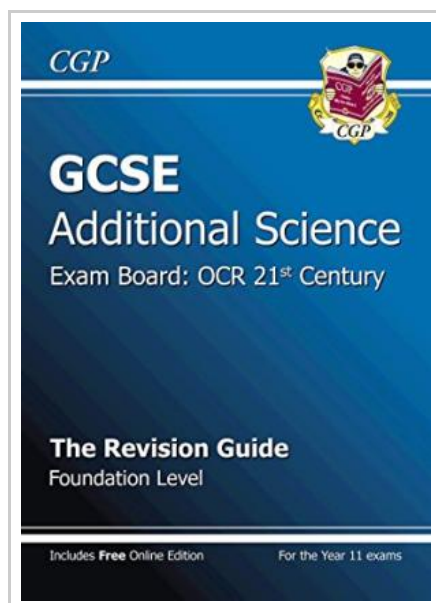 CGP
CGP
GCSE
Additional Science
Exam Board: OCR 21st Century
The Revision Guide
Foundation Level
Includes Free Online Edition
For the Year 11 exams